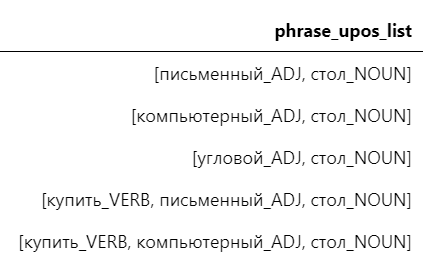 phrase_upos_list
[письменный_ADJ, стол_NOUN]
[компьютерный_ADJ, стол_NOUN]
[угловой_ADJ, стол_NOUN]
[купить_VERB, письменный_ADJ, стол_NOUN]
[купить_VERB, компьютерный_ADJ, стол_NOUN]